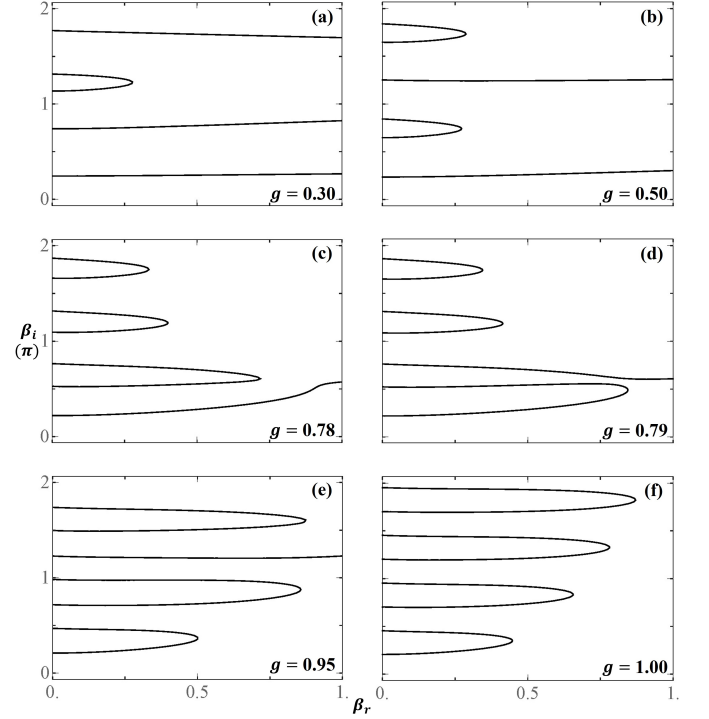 (a)
2
1
0
g = 0.30
(b)
g = 0.50
(c)
2
1
0
g = 0.78
(d)
g = 0.79
β_i
(π)
(e)
2
1
0
g = 0.95
0.
0.5
1.
(f)
g = 1.00
0.
0.5
1.
β_r